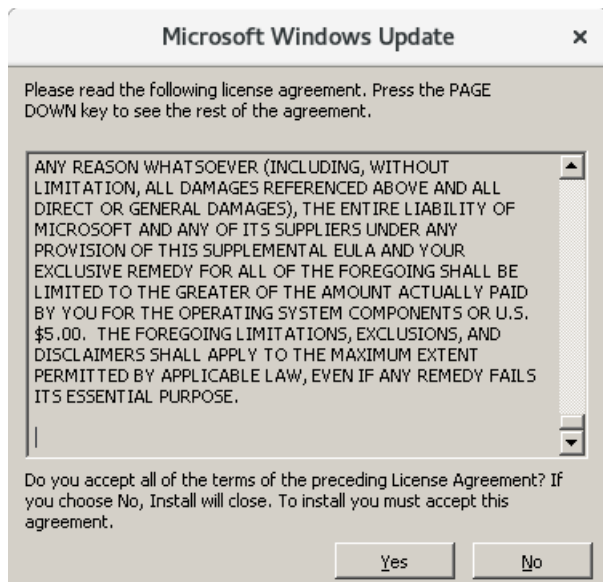 Microsoft Windows Update
Please read the following license agreement. Press the PAGE
DOWN key to see the rest of the agreement.
ANY REASON WHATSOEVER (INCLUDING, WITHOUT
LIMITATION, ALL DAMAGES REFERENCED ABOVE AND ALL
DIRECT OR GENERAL DAMAGES), THE ENTIRE LIABILITY OF
MICROSOFT AND ANY OF ITS SUPPLIERS UNDER ANY
PROVISION OF THIS SUPPLEMENTAL EULA AND YOUR
EXCLUSIVE REMEDY FOR ALL OF THE FOREGOING SHALL BE
LIMITED TO THE GREATER OF THE AMOUNT ACTUALLY PAID
BY YOU FOR THE OPERATING SYSTEM COMPONENTS OR U.S.
$5.00.  THE FOREGOING LIMITATIONS, EXCLUSIONS, AND
DISCLAIMERS SHALL APPLY TO THE MAXIMUM EXTENT
PERMITTED BY APPLICABLE LAW, EVEN IF ANY REMEDY FAILS
ITS ESSENTIAL PURPOSE.
Do you accept all of the terms of the preceding License Agreement? If
you choose No, Install will close. To install you must accept this
agreement.
Yes
No